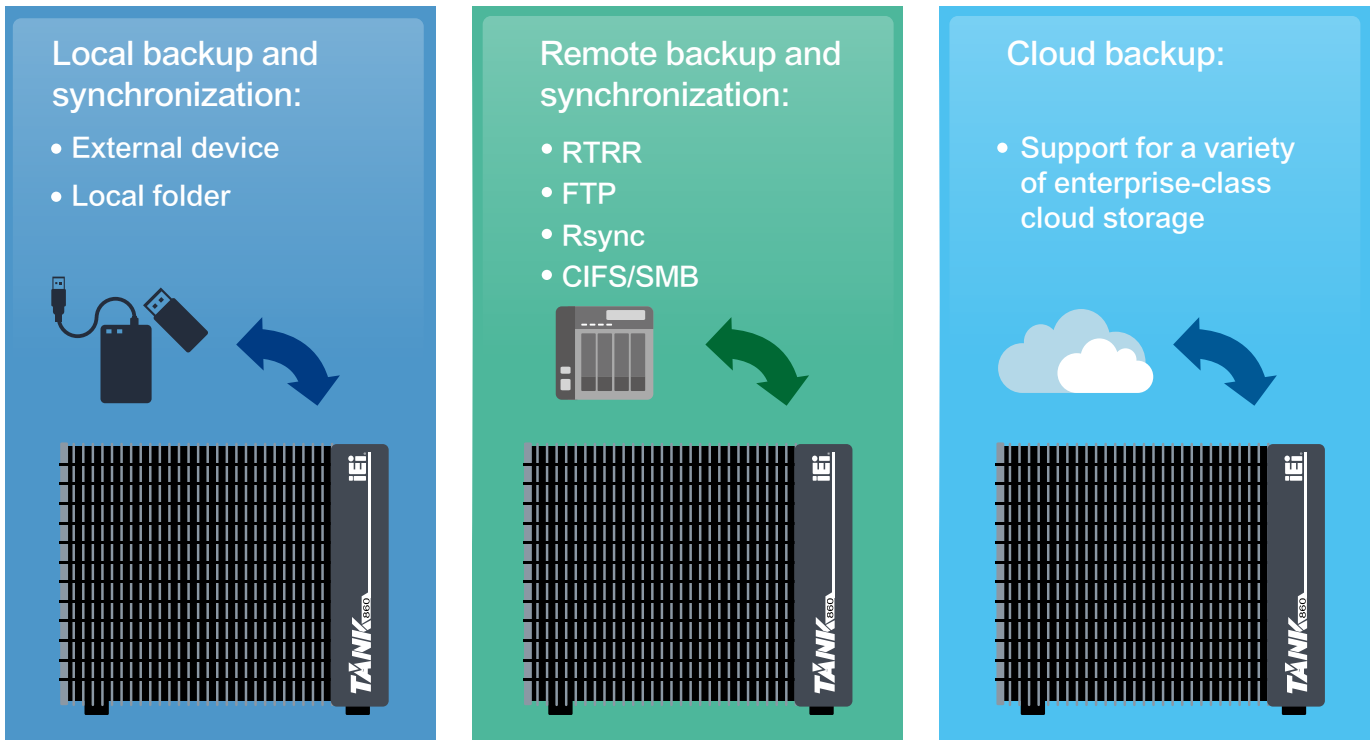 Local backup and
synchronization:
• External device
• Local folder
iEi
TANK 860
Remote backup and
synchronization:
• RTRR
• FTP
• Rsync
• CIFS/SMB
iEi
TANK 860
Cloud backup:
• Support for a variety
of enterprise-class
cloud storage
iEi
TANK 860